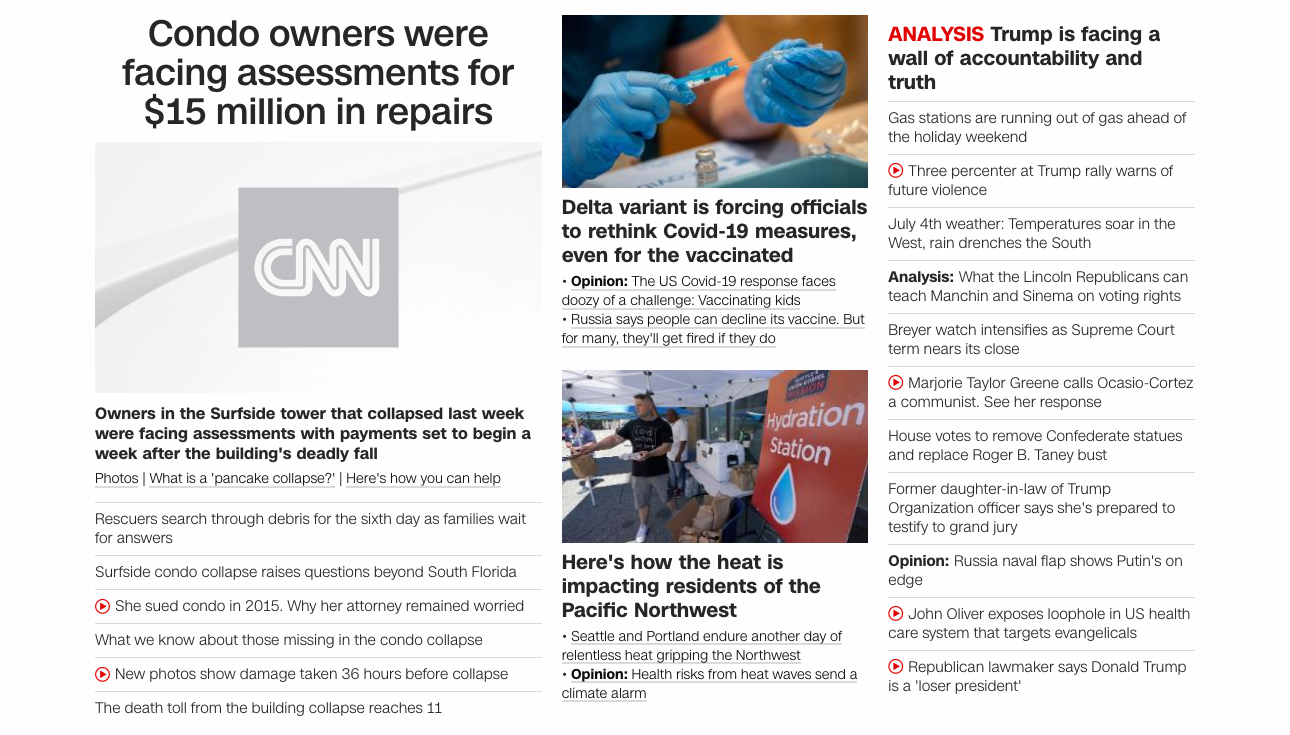 Condo owners were
facing assessments for
$15 million in repairs
CNN
Owners in the Surfside tower that collapsed last week
were facing assessments with payments set to begin a
week after the building's deadly fall
Photos | What is a 'pancake collapse?' | Here's how you can help
Rescuers search through debris for the sixth day as families wait
for answers
Surfside condo collapse raises questions beyond South Florida
She sued condo in 2015. Why her attorney remained worried
What we know about those missing in the condo collapse
New photos show damage taken 36 hours before collapse
The death toll from the building collapse reaches 11
Delta variant is forcing officials
to rethink Covid-19 measures,
even for the vaccinated
• Opinion: The US Covid-19 response faces
doozy of a challenge: Vaccinating kids
• Russia says people can decline its vaccine. But
for many, they'll get fired if they do
MISSION
Hydration
Station
Here's how the heat is
impacting residents of the
Pacific Northwest
• Seattle and Portland endure another day of
relentless heat gripping the Northwest
• Opinion: Health risks from heat waves send a
climate alarm
ANALYSIS Trump is facing a
wall of accountability and
truth
Gas stations are running out of gas ahead of
the holiday weekend
Three percenter at Trump rally warns of
future violence
July 4th weather: Temperatures soar in the
West, rain drenches the South
Analysis: What the Lincoln Republicans can
teach Manchin and Sinema on voting rights
Breyer watch intensifies as Supreme Court
term nears its close
Marjorie Taylor Greene calls Ocasio-Cortez
a communist. See her response
House votes to remove Confederate statues
and replace Roger B. Taney bust
Former daughter-in-law of Trump
Organization officer says she's prepared to
testify to grand jury
Opinion: Russia naval flap shows Putin's on
edge
John Oliver exposes loophole in US health
care system that targets evangelicals
Republican lawmaker says Donald Trump
is a 'loser president'